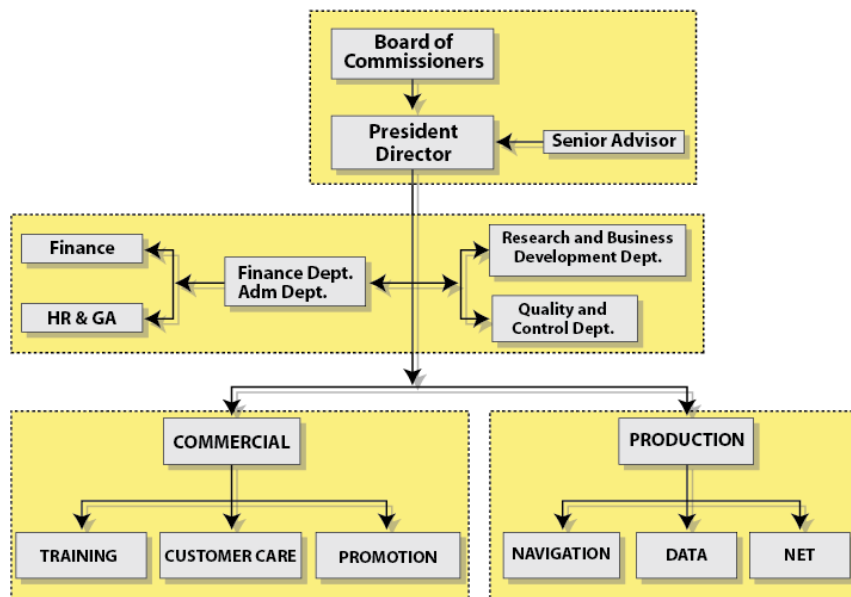 Board of
Commissioners
President
Director
Senior Advisor
Finance
HR & GA
Finance Dept.
Adm Dept.
Research and Business
Development Dept.
Quality and
Control Dept.
COMMERCIAL
PRODUCTION
TRAINING
CUSTOMER CARE
PROMOTION
NAVIGATION
DATA
NET